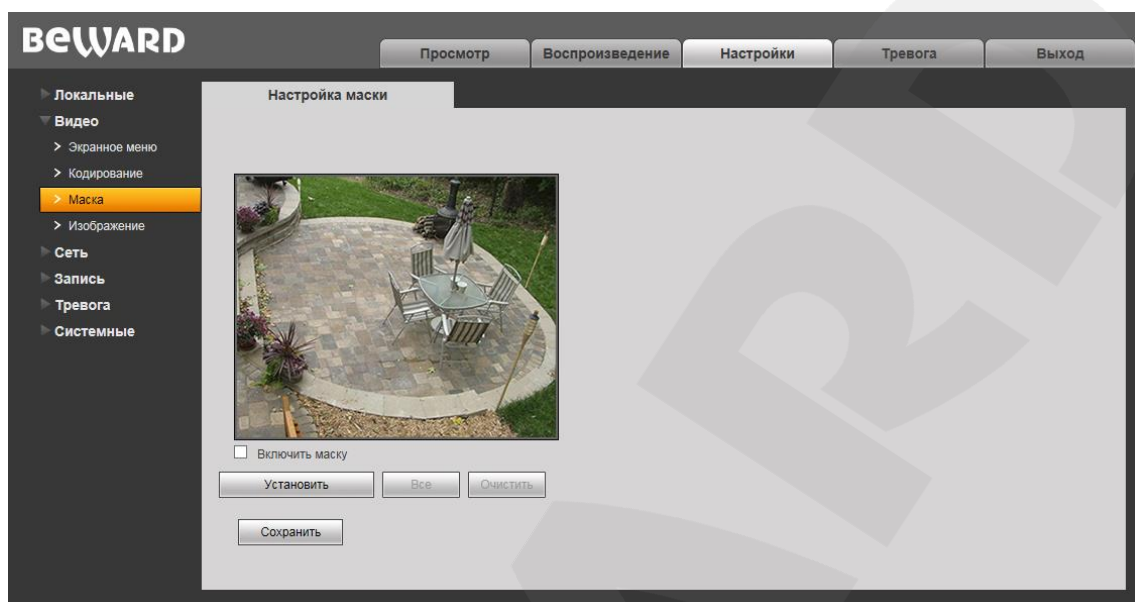 BEWARD
Просмотр
Воспроизведение
Настройки
Тревога
Выход
Локальные
Видео
> Экранное меню
> Кодирование
> Маска
> Изображение
Сеть
Запись
Тревога
Системные
Настройка маски
Включить маску
Установить
Все
Очистить
Сохранить